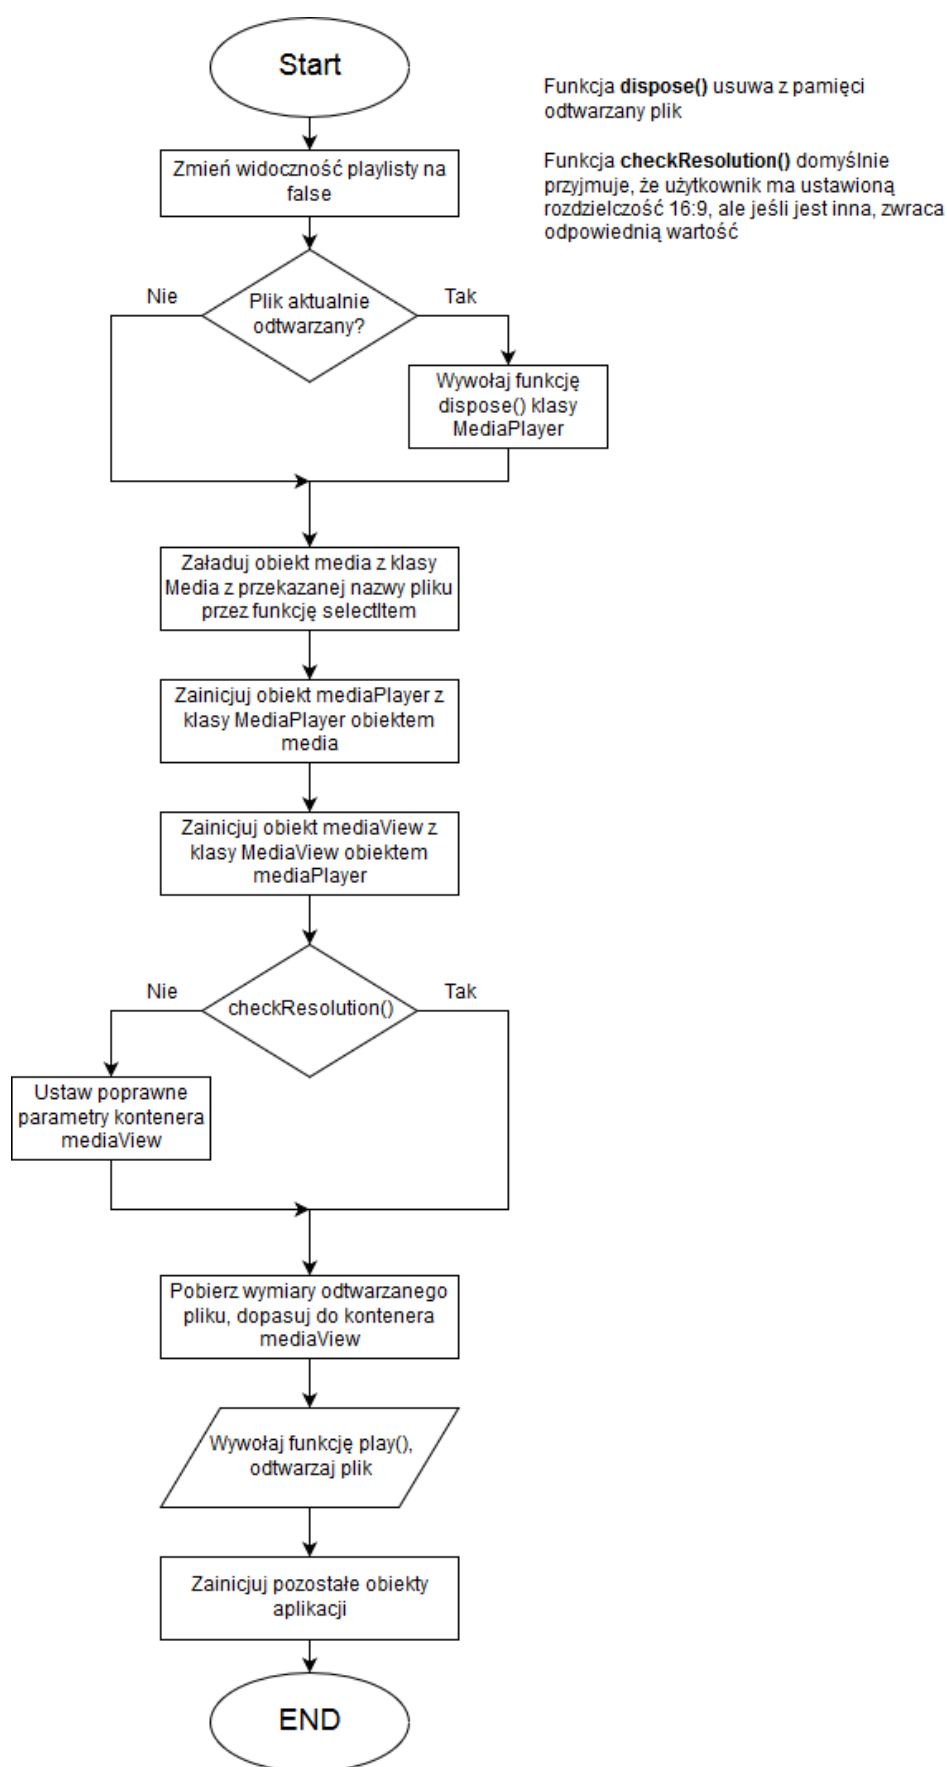 Start
Funkcja dispose() usuwa z pamięci
odtwarzany plik
Funkcja checkResolution() domyślnie
przyjmuje, że użytkownik ma ustawioną
rozdzielczość 16:9, ale jeśli jest inna, zwraca
odpowiednią wartość
Zmień widoczność playlisty na
false
Nie
Tak
Plik aktualnie
odtwarzany?
Wywołaj funkcję
dispose() klasy
MediaPlayer
Załaduj obiekt media z klasy
Media z przekazanej nazwy pliku
przez funkcję selectItem
Zainicjuj obiekt mediaPlayer z
klasy MediaPlayer obiektem
media
Zainicjuj obiekt mediaView z
klasy MediaView obiektem
mediaPlayer
Nie
Tak
checkResolution()
Ustaw poprawne
parametry kontenera
mediaView
Pobierz wymiary odtwarzanego
pliku, dopasuj do kontenera
mediaView
Wywołaj funkcję play(),
odtwarzaj plik
Zainicjuj pozostałe obiekty
aplikacji
END